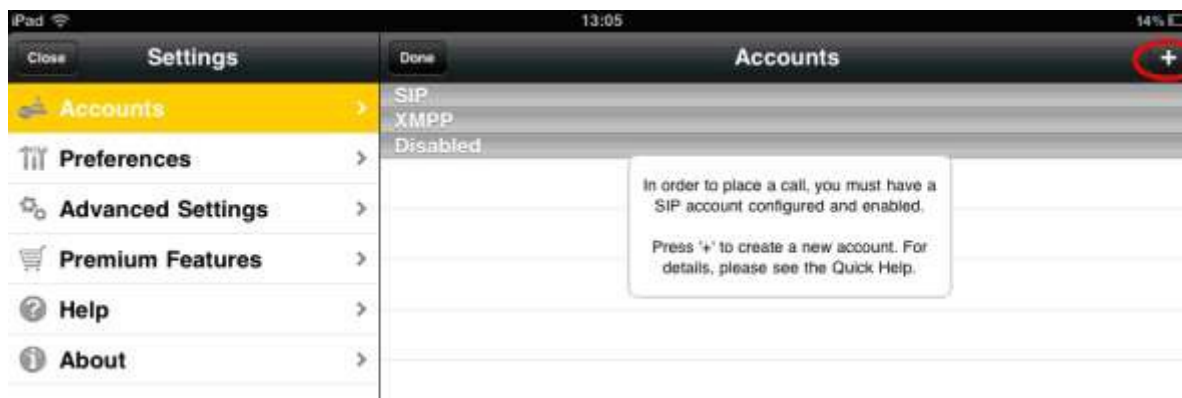 iPad 13:05 14%
Close Settings Done Accounts +
Accounts
Preferences
Advanced Settings
Premium Features
Help
About
SIP
XMPP
Disabled
In order to place a call, you must have a
SIP account configured and enabled.
Press '+' to create a new account. For
details, please see the Quick Help.